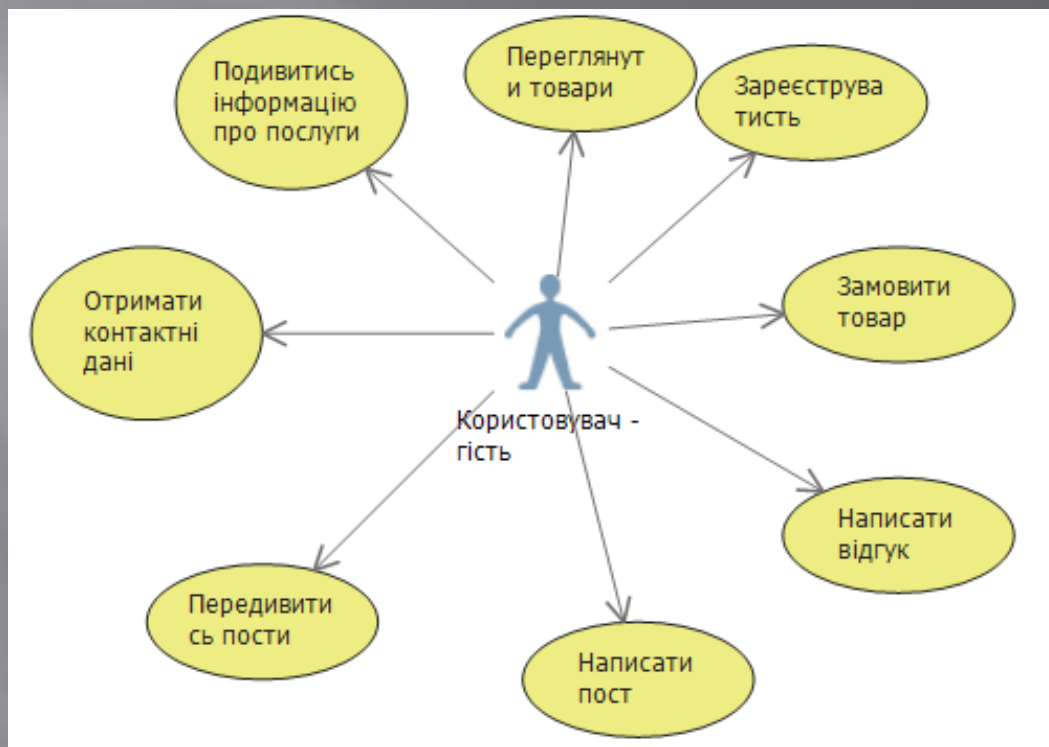 Подивитись
інформацію
про послуги
Переглянут
и товари
Зареєструва
тисть
Отримати
контактні
дані
Замовити
товар
Користовувач -
гість
Написати
відгук
Передивити
сь пости
Написати
пост